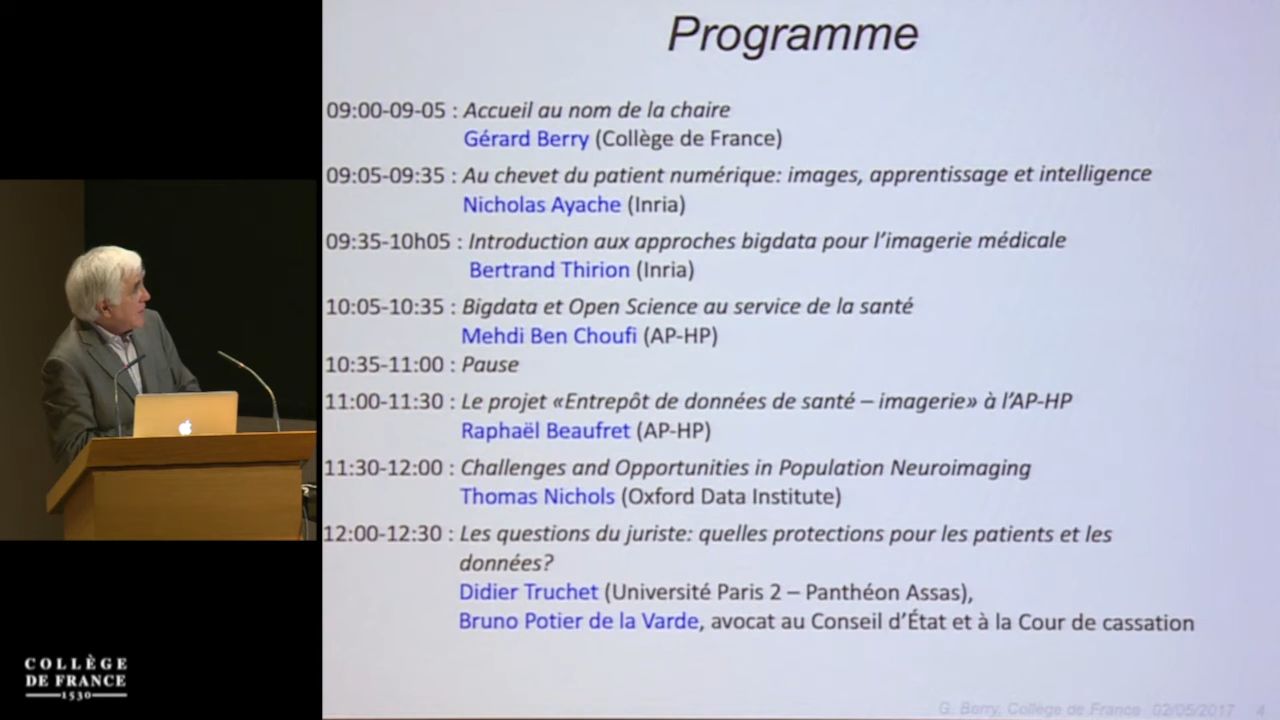 Programme
09:00-09-05 : Accueil au nom de la chaire
Gérard Berry (Collège de France)
09:05-09:35 : Au chevet du patient numérique: images, apprentissage et intelligence
Nicholas Ayache (Inria)
09:35-10h05 : Introduction aux approches bigdata pour l'imagerie médicale
Bertrand Thirion (Inria)
10:05-10:35 : Bigdata et Open Science au service de la santé
Mehdi Ben Choufi (AP-HP)
10:35-11:00 : Pause
11:00-11:30 : Le projet «Entrepôt de données de santé – imagerie» à l'AP-HP
Raphaël Beaufret (AP-HP)
11:30-12:00 : Challenges and Opportunities in Population Neuroimaging
Thomas Nichols (Oxford Data Institute)
12:00-12:30 : Les questions du juriste: quelles protections pour les patients et les
données?
Didier Truchet (Université Paris 2 – Panthéon Assas),
Bruno Potier de la Varde, avocat au Conseil d'État et à la Cour de cassation
G. Berry, Collège de France 02/05/2017 4
COLLÈGE
DE FRANCE
1530